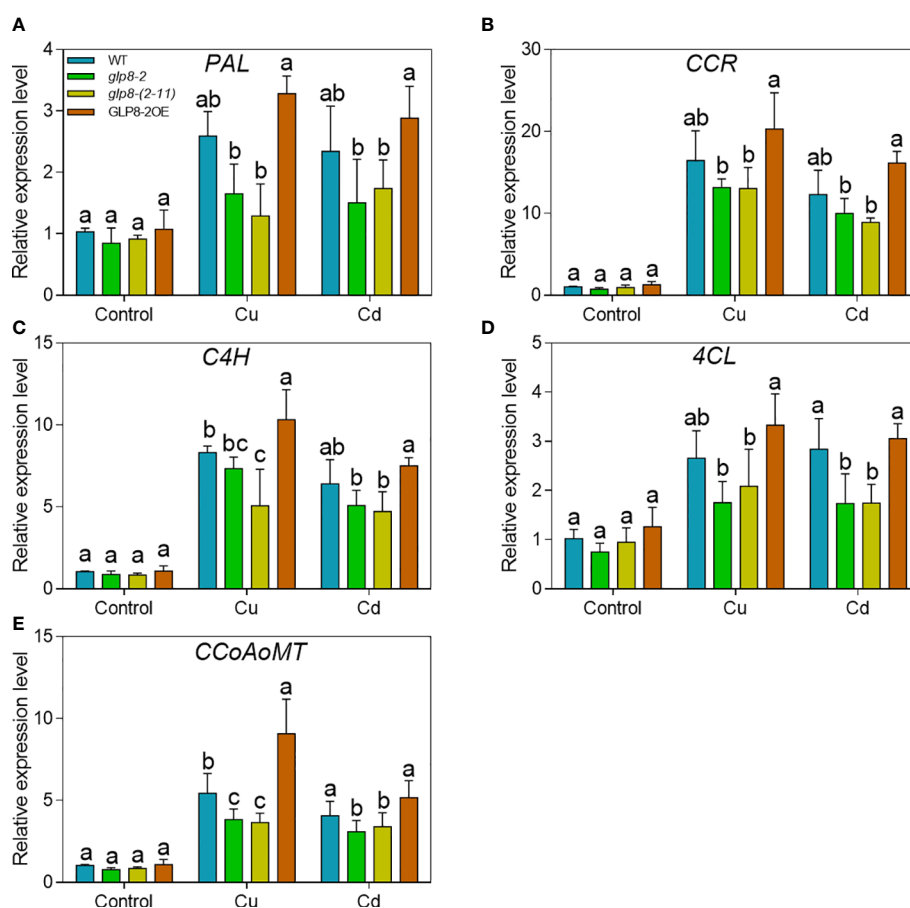 A
PAL
WT
glp8-2
glp8-(2-11)
GLP8-2OE
Relative expression level
4
3
2
1
0
a a a a
ab b b a
ab b b a
Control Cu Cd
B
CCR
Relative expression level
30
20
10
0
a a a a
ab b b a
ab b b a
Control Cu Cd
C
C4H
Relative expression level
15
10
5
0
a a a a
b bc c a
ab b b a
Control Cu Cd
D
4CL
Relative expression level
5
4
3
2
1
0
a a a a
ab b b a
a b b a
Control Cu Cd
E
CCoAoMT
Relative expression level
15
10
5
0
a a a a
b c c a
a b b a
Control Cu Cd